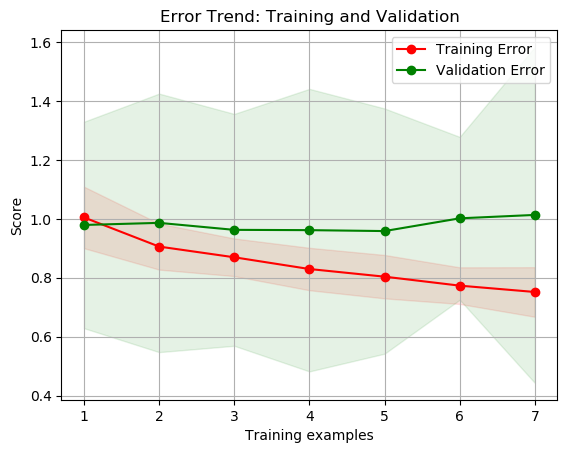 Error Trend: Training and Validation
Training Error
Validation Error
Score
1.6
1.4
1.2
1.0
0.8
0.6
0.4
1 2 3 4 5 6 7
Training examples